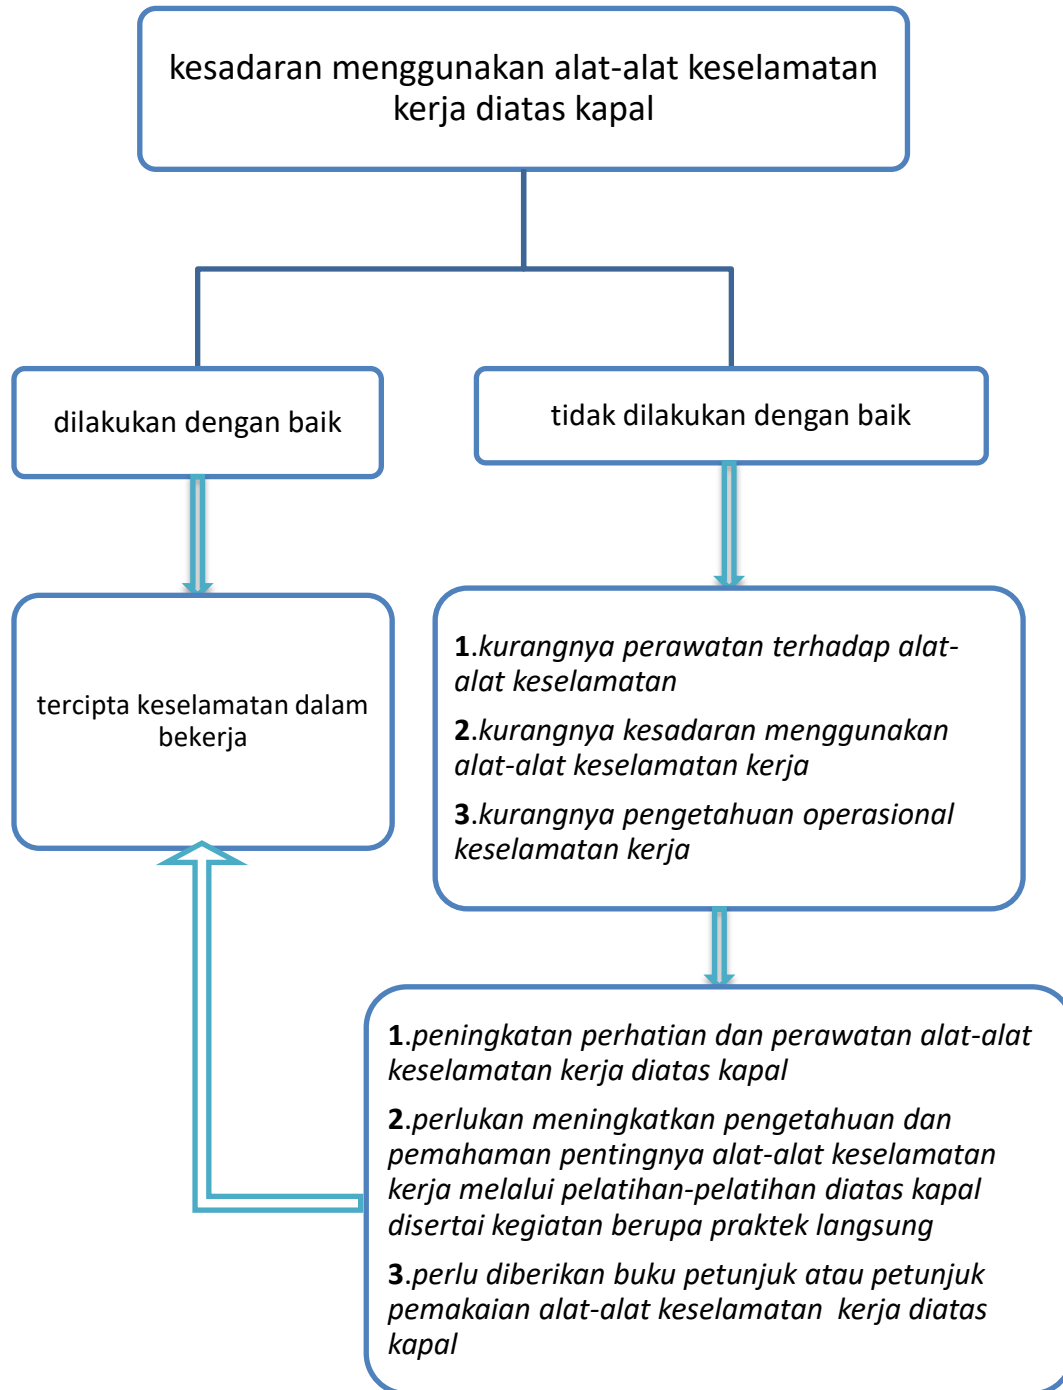 kesadaran menggunakan alat-alat keselamatan
kerja diatas kapal
dilakukan dengan baik
tidak dilakukan dengan baik
tercipta keselamatan dalam
bekerja
1.kurangnya perawatan terhadap alat-
alat keselamatan
2.kurangnya kesadaran menggunakan
alat-alat keselamatan kerja
3.kurangnya pengetahuan operasional
keselamatan kerja
1.peningkatan perhatian dan perawatan alat-alat
keselamatan kerja diatas kapal
2.perlukan meningkatkan pengetahuan dan
pemahaman pentingnya alat-alat keselamatan
kerja melalui pelatihan-pelatihan diatas kapal
disertai kegiatan berupa praktek langsung
3.perlu diberikan buku petunjuk atau petunjuk
pemakaian alat-alat keselamatan  kerja diatas
kapal